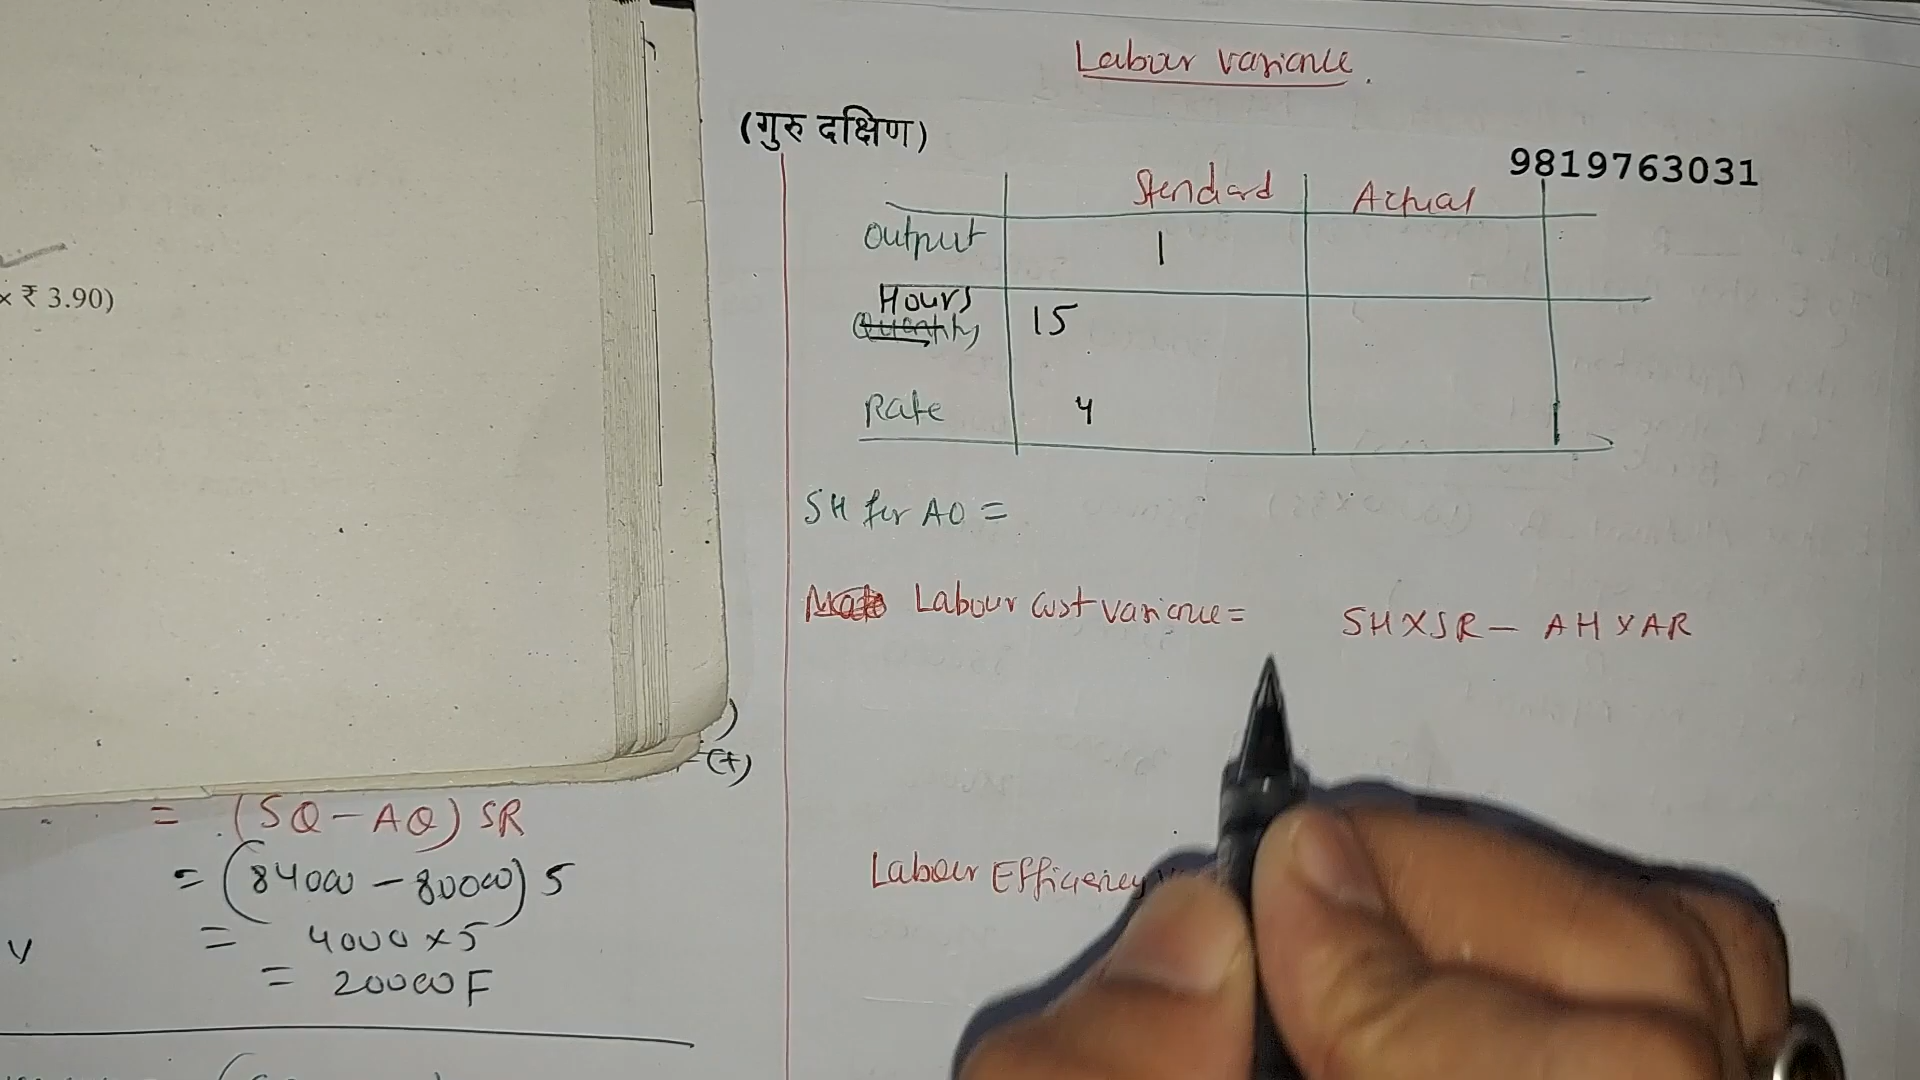 Labour variance.
(गुरु दक्षिण)
9819763031
Standard Actual
Output 1
Hours 15
Quantity
Rate 4
SH for AO =
Labour Cost variance = SH X SR - AH X AR
Labour Efficiency
× ₹ 3.90)
)
(+)
= (SQ - AQ) SR
= (84000 - 80000) 5
= 4000 x 5
= 20000 F